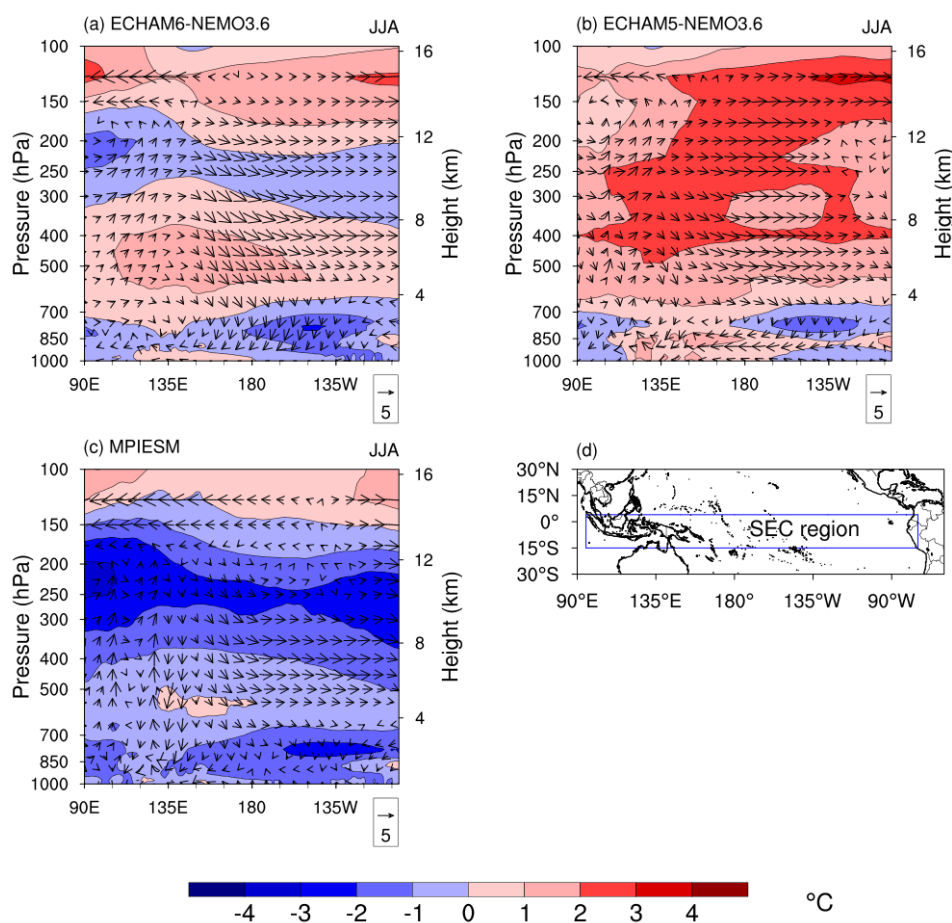 (a) ECHAM6-NEMO3.6 JJA
100
150
200
250
300
400
500
700
850
1000
Pressure (hPa)
16
12
8
4
Height (km)
90E 135E 180 135W
5
(b) ECHAM5-NEMO3.6 JJA
100
150
200
250
300
400
500
700
850
1000
Pressure (hPa)
16
12
8
4
Height (km)
90E 135E 180 135W
5
(c) MPIESM JJA
100
150
200
250
300
400
500
700
850
1000
Pressure (hPa)
16
12
8
4
Height (km)
90E 135E 180 135W
5
(d)
30°N
15°N
0°
15°S
30°S
SEC region
90°E 135°E 180° 135°W 90°W
-4 -3 -2 -1 0 1 2 3 4 °C